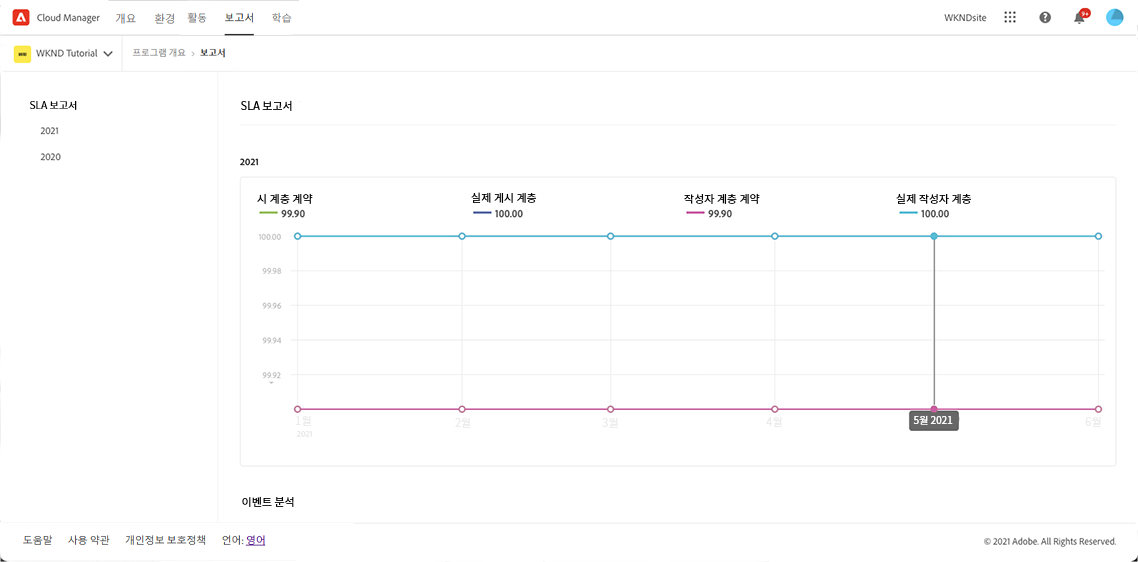 Cloud Manager 개요 환경 활동 보고서 학습 WKNDsite 9+
WKND Tutorial 프로그램 개요 > 보고서
SLA 보고서
2021
2020
SLA 보고서
2021
시 계층 계약 실제 게시 계층 작성자 계층 계약 실제 작성자 계층
99.90 100.00 99.90 100.00
100.00
99.98
99.96
99.94
99.92
1월 2월 3월 4월 5월 2021 6월
2021
이벤트 분석
도움말 사용 약관 개인정보 보호정책 언어: 영어 © 2021 Adobe. All Rights Reserved.